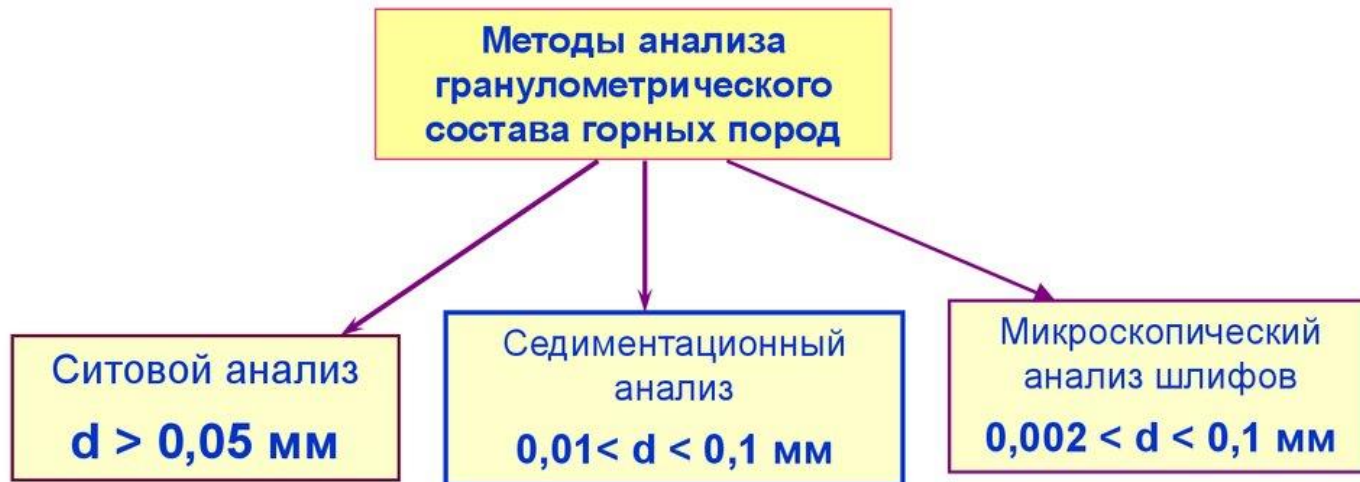 Методы анализа
гранулометрического
состава горных пород
Ситовой анализ
d > 0,05 мм
Седиментационный
анализ
0,01< d < 0,1 мм
Микроскопический
анализ шлифов
0,002 < d < 0,1 мм